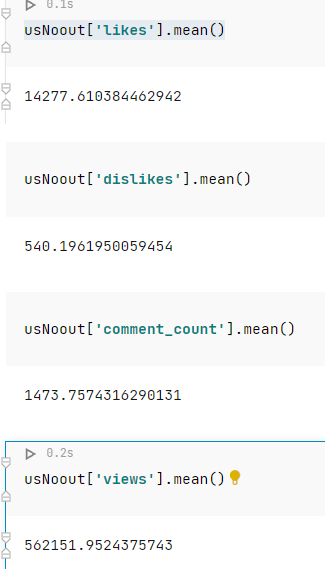 0.1s
usNoout['likes'].mean()
14277.610384462942
usNoout['dislikes'].mean()
540.1961950059454
usNoout['comment_count'].mean()
1473.7574316290131
0.2s
usNoout['views'].mean()
562151.9524375743